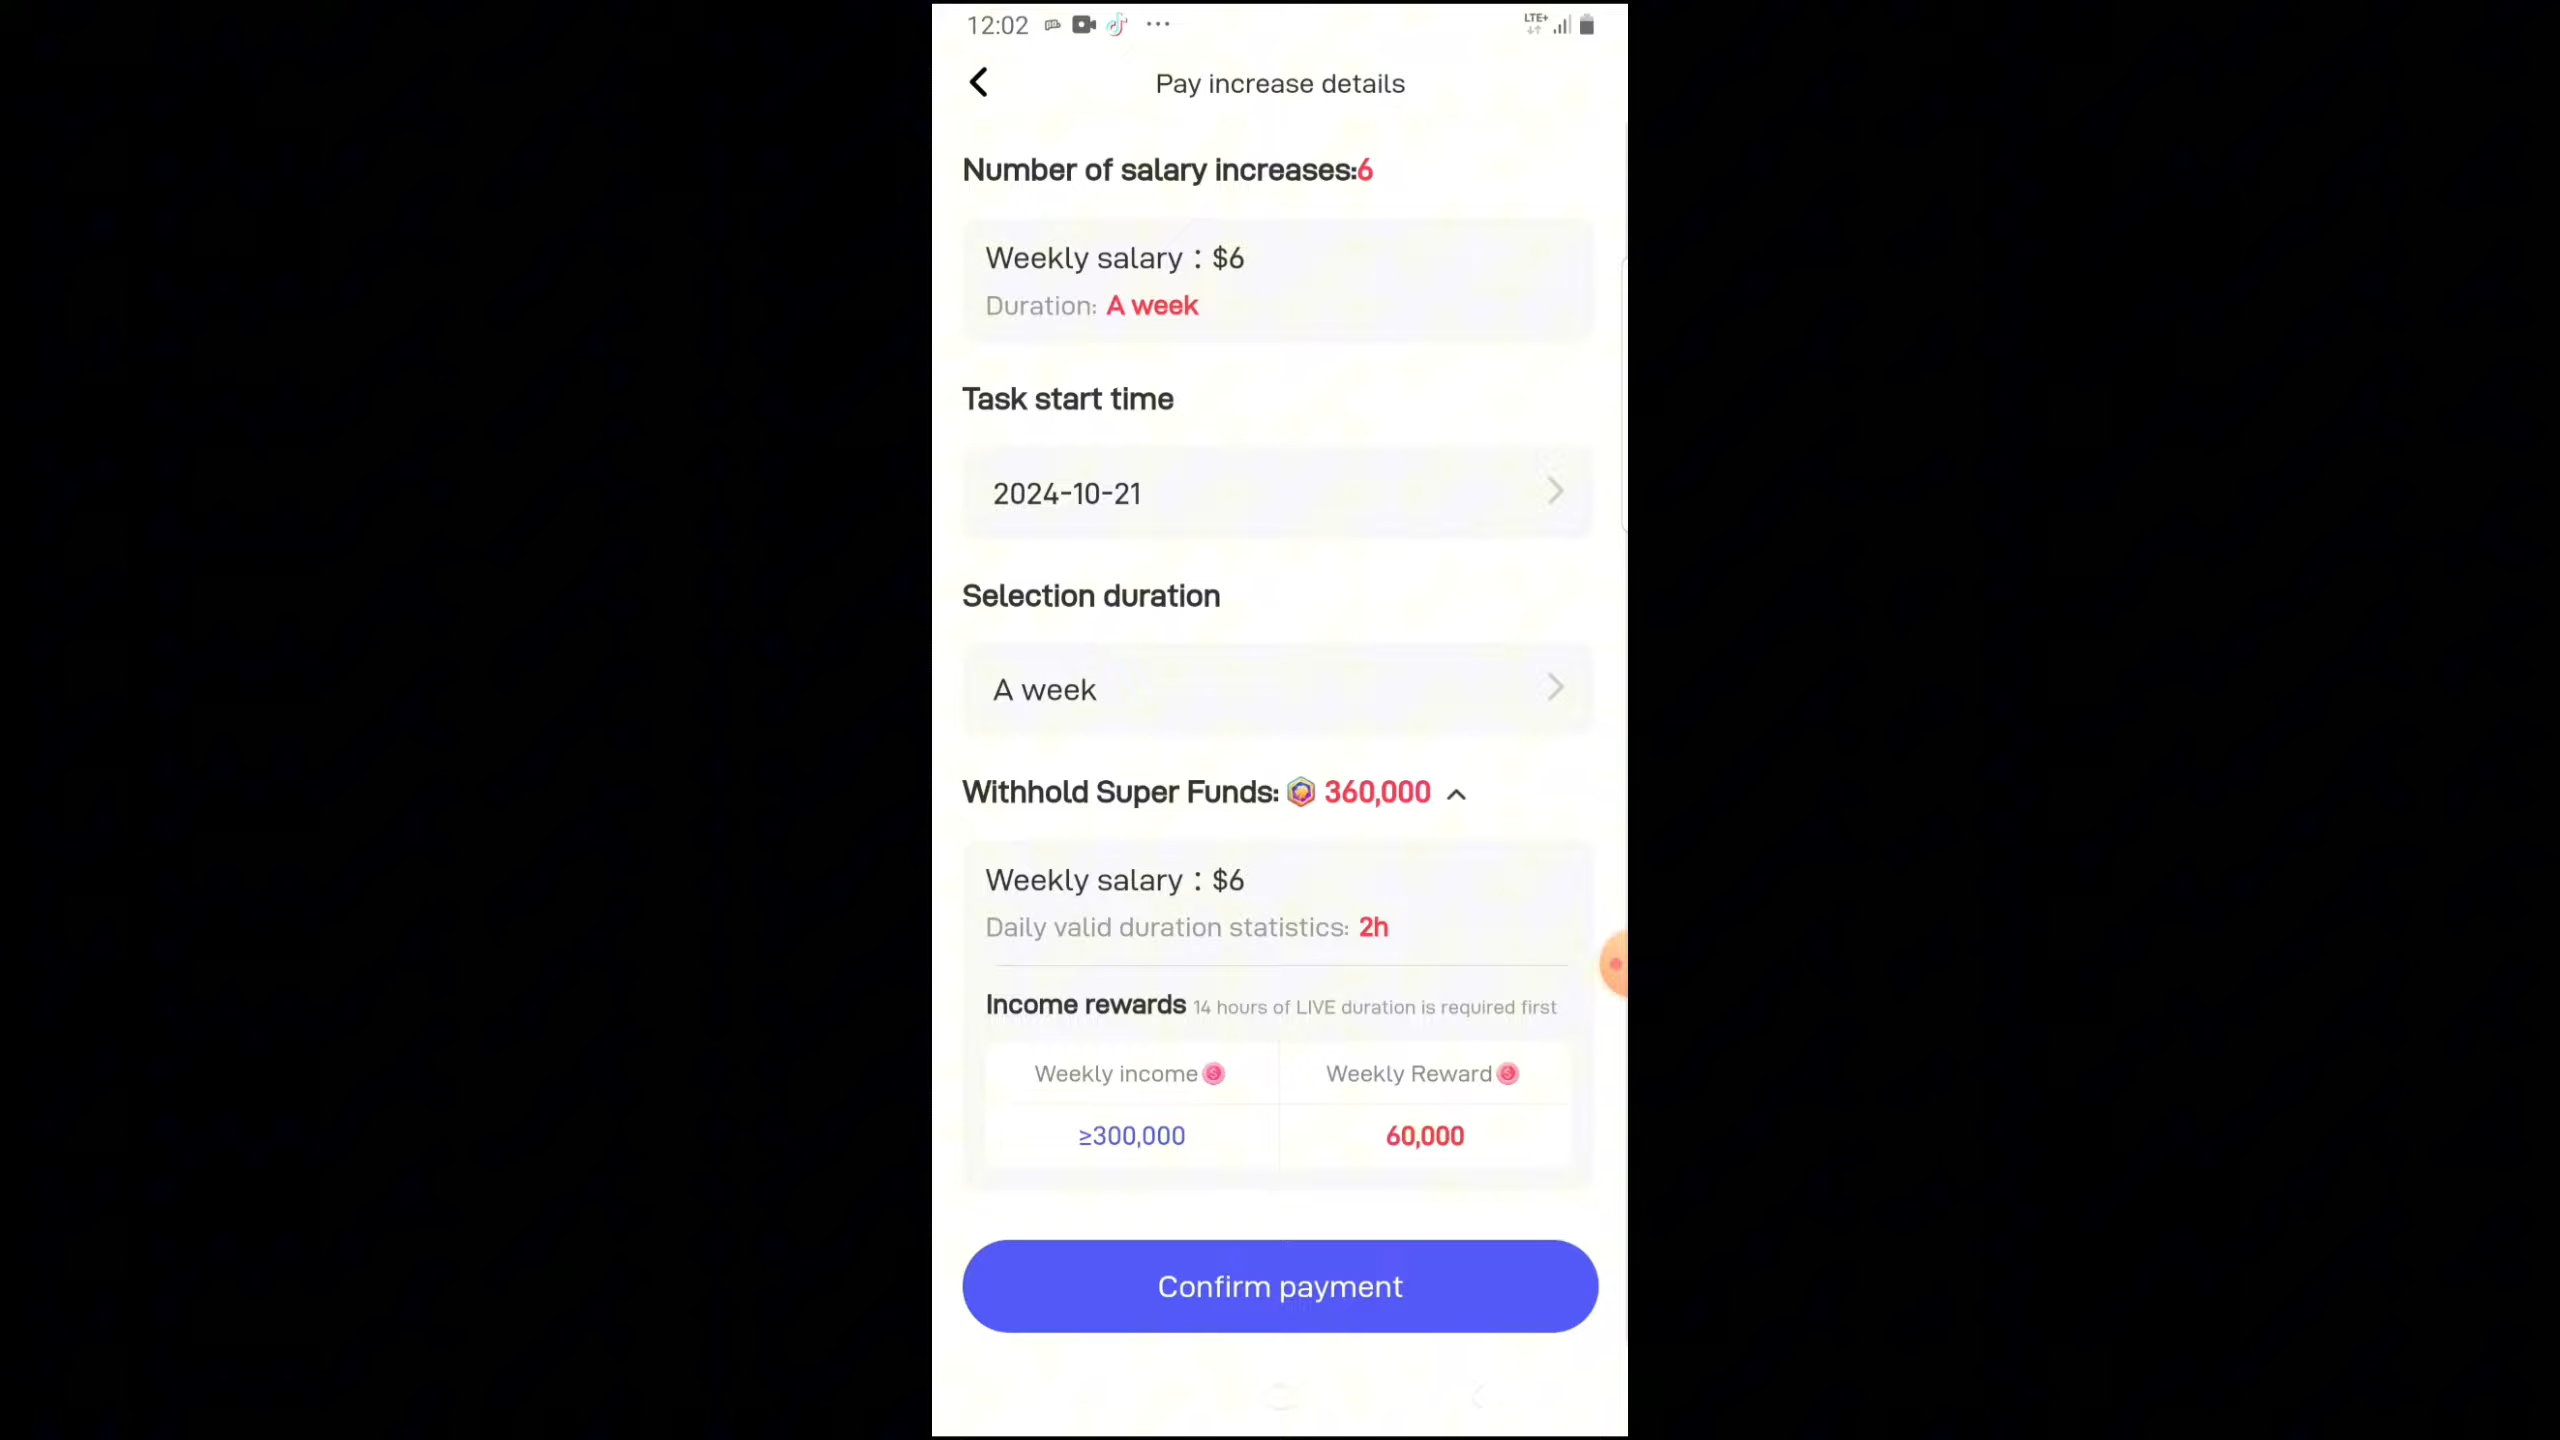 12:02
LTE+
Pay increase details
Number of salary increases:6
Weekly salary : $6
Duration: A week
Task start time
2024-10-21
Selection duration
A week
Withhold Super Funds: 360,000
Weekly salary : $6
Daily valid duration statistics: 2h
Income rewards 14 hours of LIVE duration is required first
Weekly income Weekly Reward
≥300,000 60,000
Confirm payment